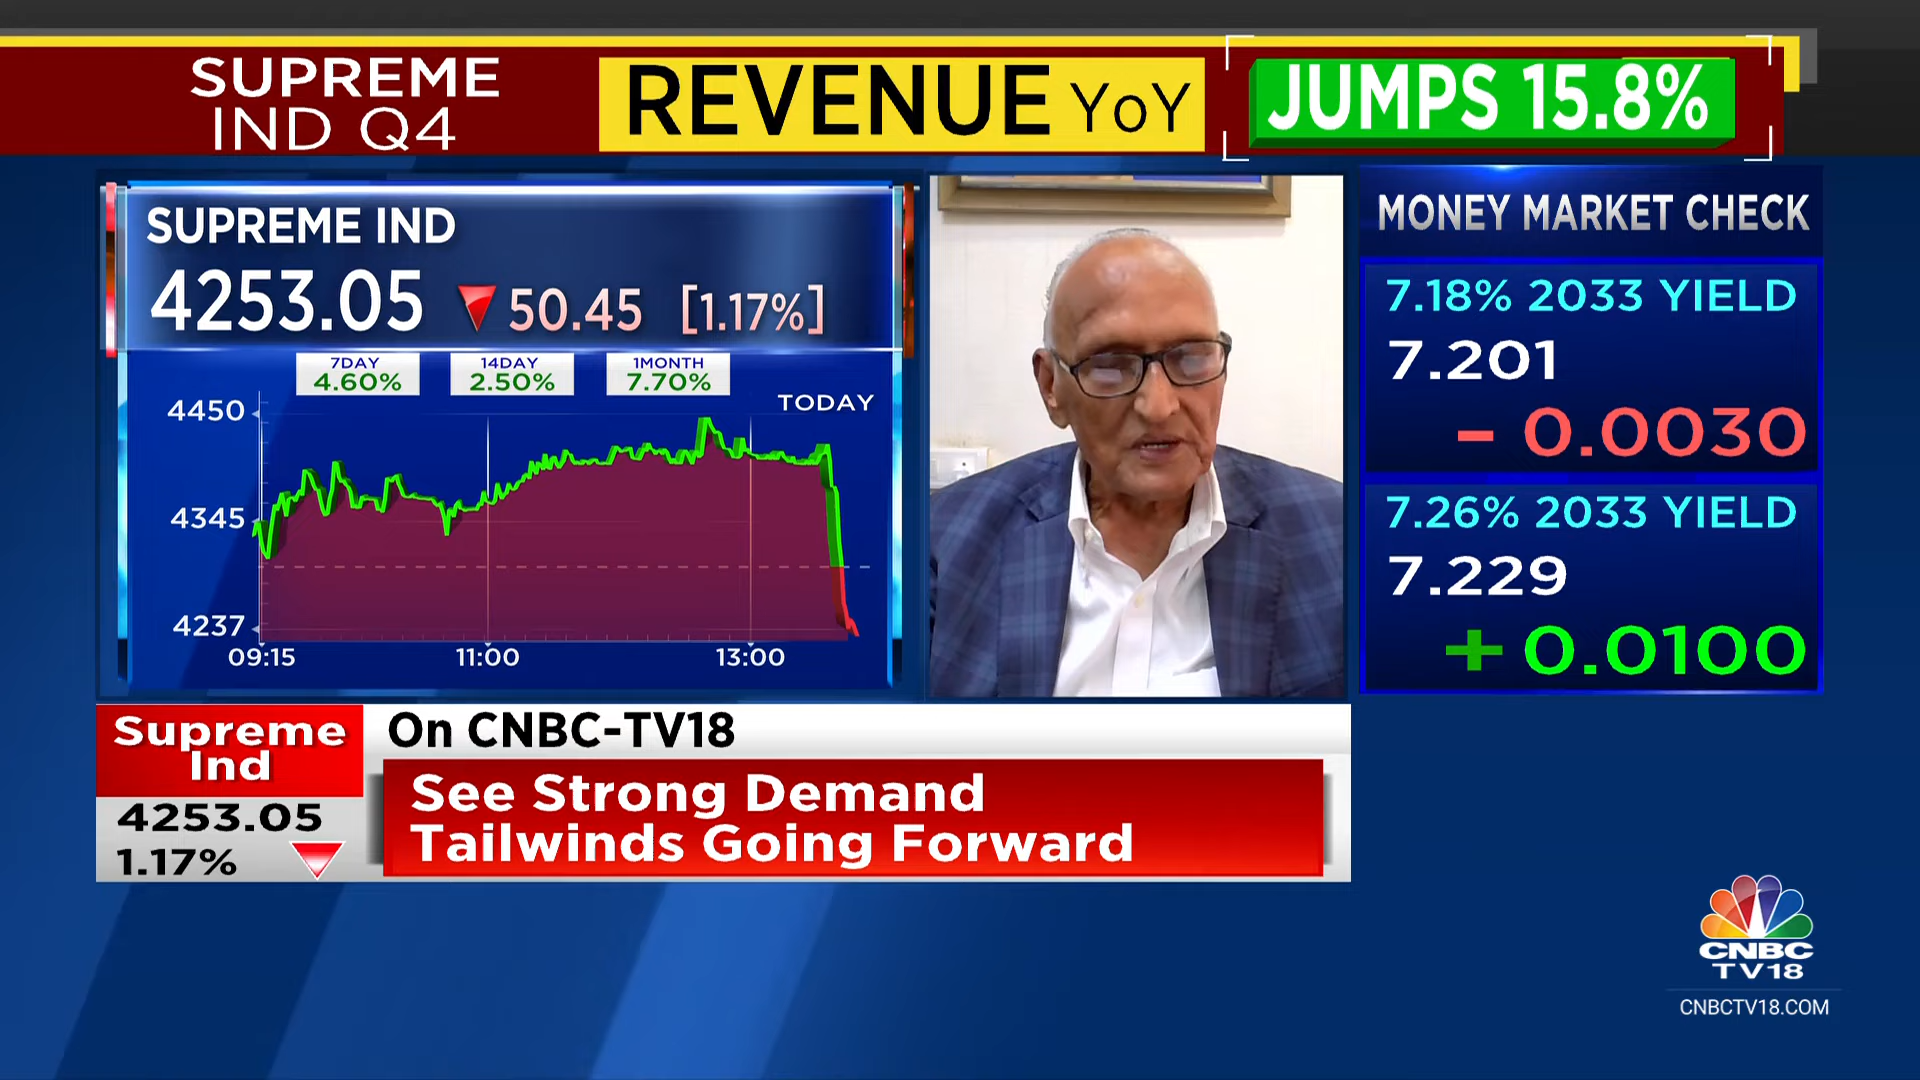 SUPREME
IND Q4
REVENUE YoY
JUMPS 15.8%
SUPREME IND
4253.05 50.45 [1.17%]
7DAY
4.60%
14DAY
2.50%
1MONTH
7.70%
TODAY
4450
4345
4237
09:15 11:00 13:00
MONEY MARKET CHECK
7.18% 2033 YIELD
7.201
- 0.0030
7.26% 2033 YIELD
7.229
+ 0.0100
Supreme
Ind
4253.05
1.17%
On CNBC-TV18
See Strong Demand
Tailwinds Going Forward
CNBC
TV18
CNBCTV18.COM